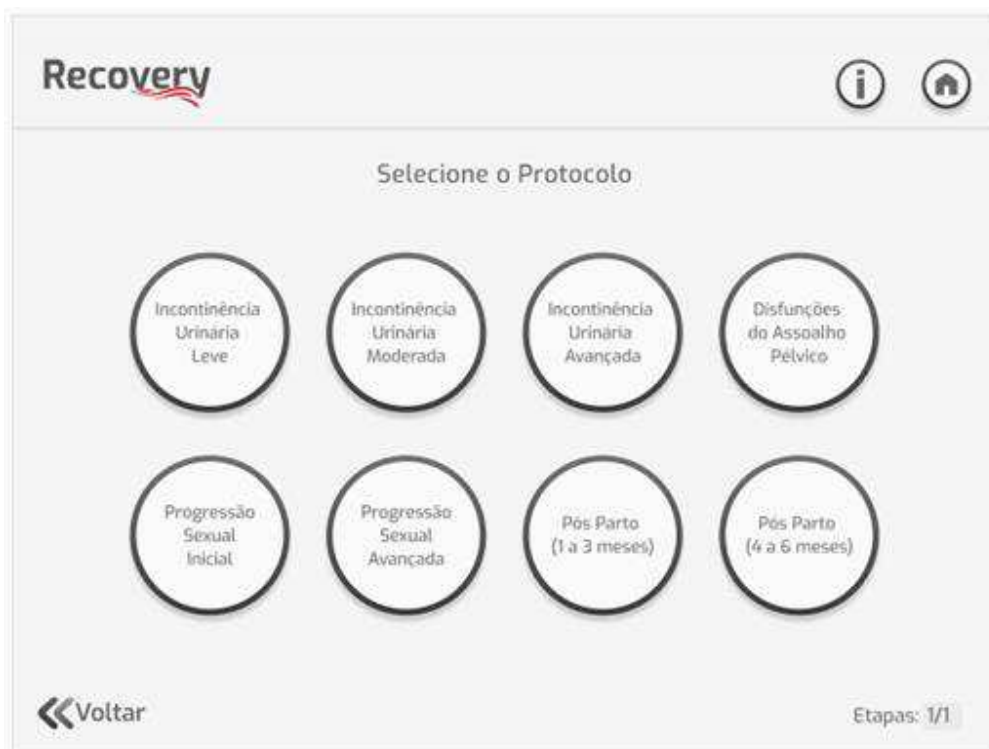 Recovery
i
Selecione o Protocolo
Incontinência
Urinária
Leve
Incontinência
Urinária
Moderada
Incontinência
Urinária
Avançada
Disfunções
do Assoalho
Pélvico
Progressão
Sexual
Inicial
Progressão
Sexual
Avançada
Pós Parto
(1 a 3 meses)
Pós Parto
(4 a 6 meses)
Voltar
Etapas: 1/1